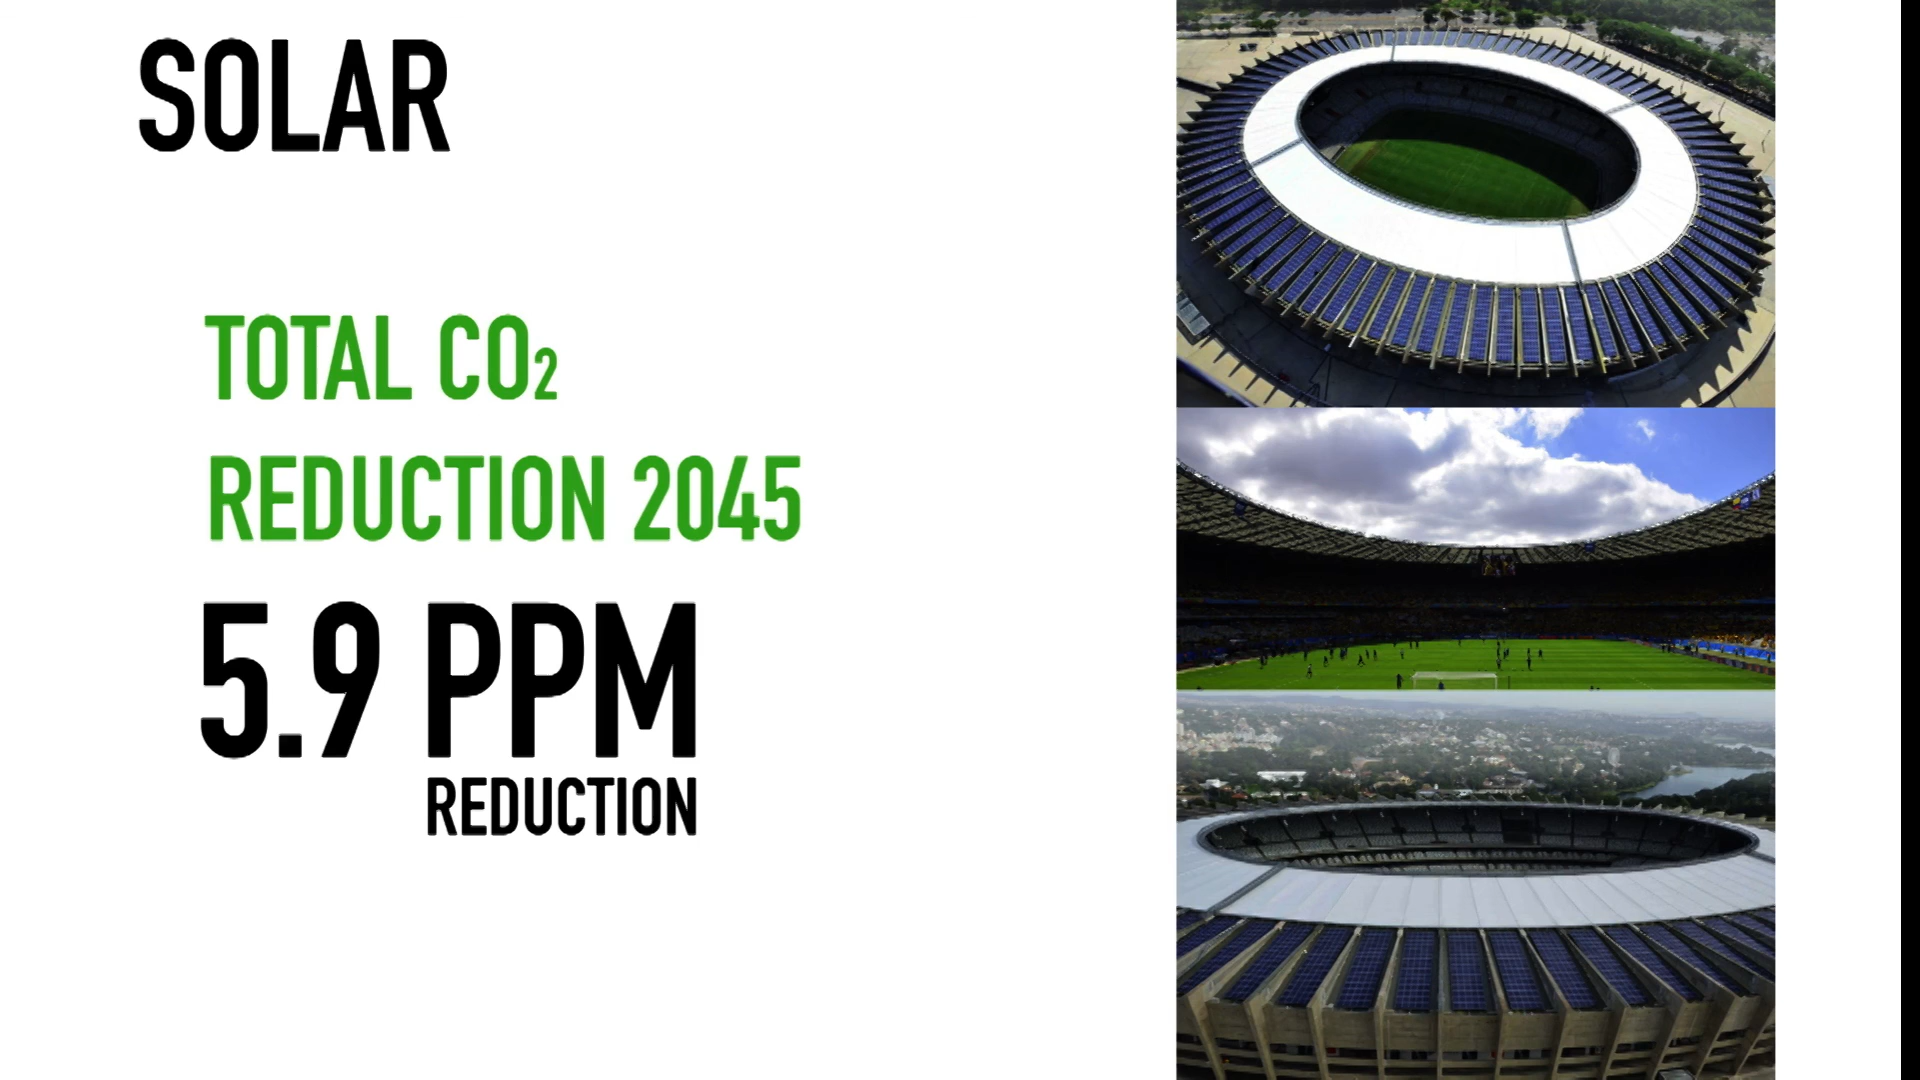 SOLAR
TOTAL CO₂
REDUCTION 2045
5.9 PPM
REDUCTION